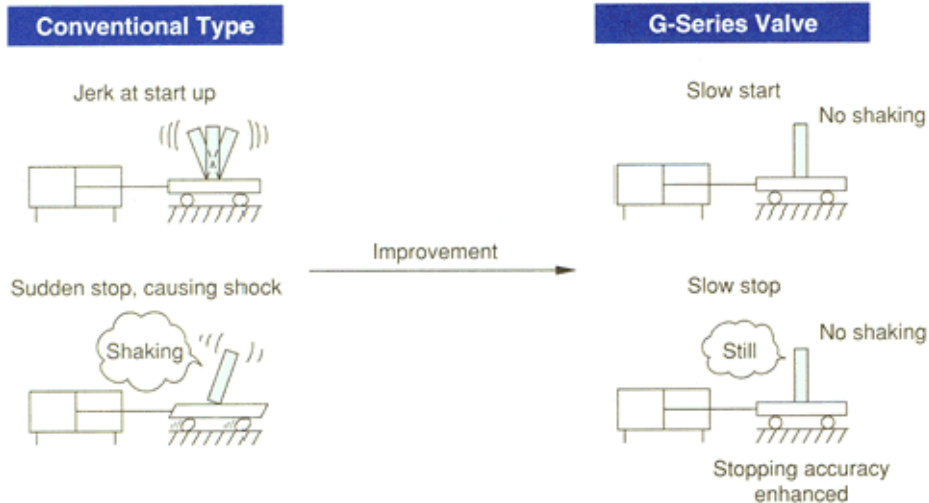 Conventional Type
G-Series Valve
Jerk at start up
Slow start
No shaking
Improvement
Sudden stop, causing shock
Shaking
Slow stop
No shaking
Still
Stopping accuracy
enhanced